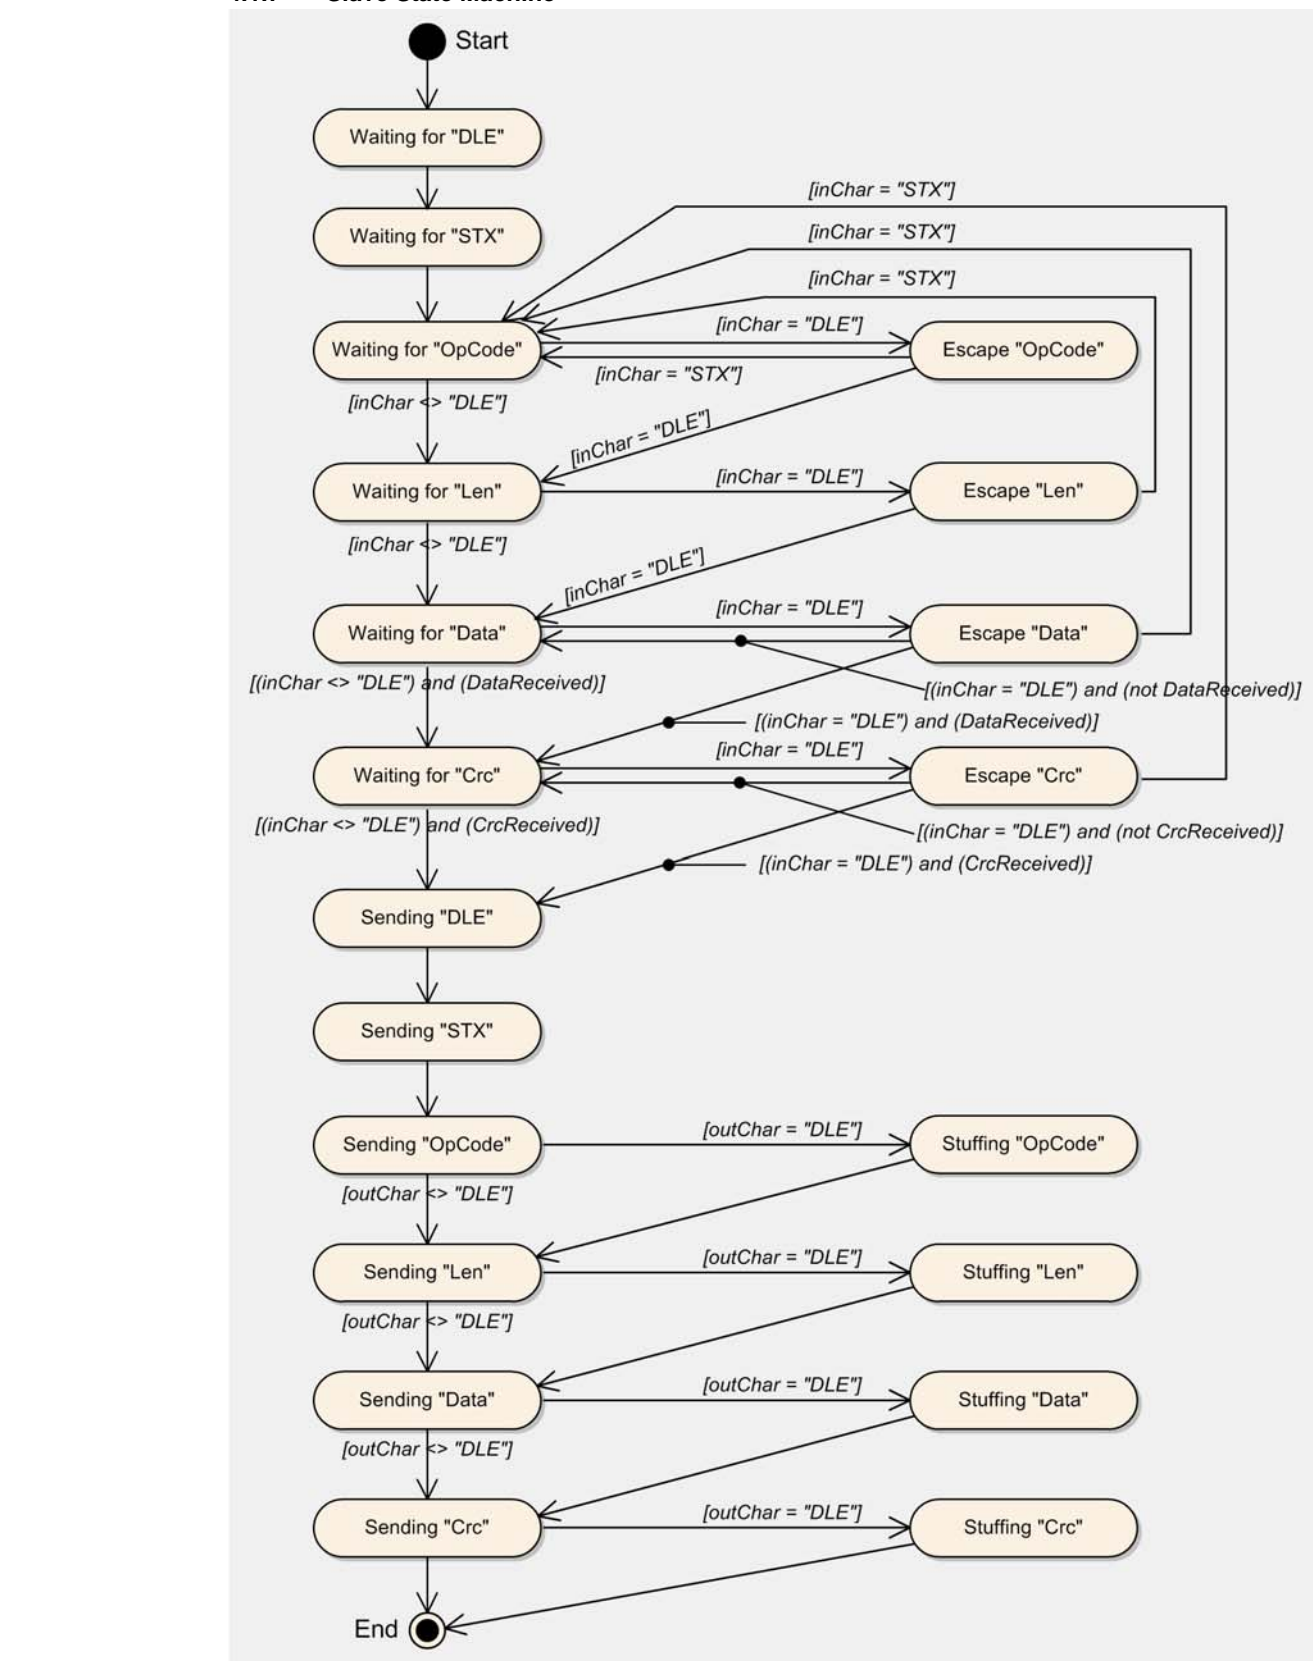 Slave State Machine
Start
Waiting for "DLE"
[inChar = "STX"]
Waiting for "STX"
[inChar = "STX"]
[inChar = "STX"]
[inChar = "DLE"]
Waiting for "OpCode"
Escape "OpCode"
[inChar = "STX"]
[inChar <> "DLE"]
[inChar = "DLE"]
[inChar = "DLE"]
Waiting for "Len"
Escape "Len"
[inChar <> "DLE"]
[inChar = "DLE"]
[inChar = "DLE"]
Waiting for "Data"
Escape "Data"
[(inChar <> "DLE") and (DataReceived)]
[(inChar = "DLE") and (not DataReceived)]
[(inChar = "DLE") and (DataReceived)]
[inChar = "DLE"]
Waiting for "Crc"
Escape "Crc"
[(inChar <> "DLE") and (CrcReceived)]
[(inChar = "DLE") and (not CrcReceived)]
[(inChar = "DLE") and (CrcReceived)]
Sending "DLE"
Sending "STX"
[outChar = "DLE"]
Sending "OpCode"
Stuffing "OpCode"
[outChar <> "DLE"]
[outChar = "DLE"]
Sending "Len"
Stuffing "Len"
[outChar <> "DLE"]
[outChar = "DLE"]
Sending "Data"
Stuffing "Data"
[outChar <> "DLE"]
[outChar = "DLE"]
Sending "Crc"
Stuffing "Crc"
End